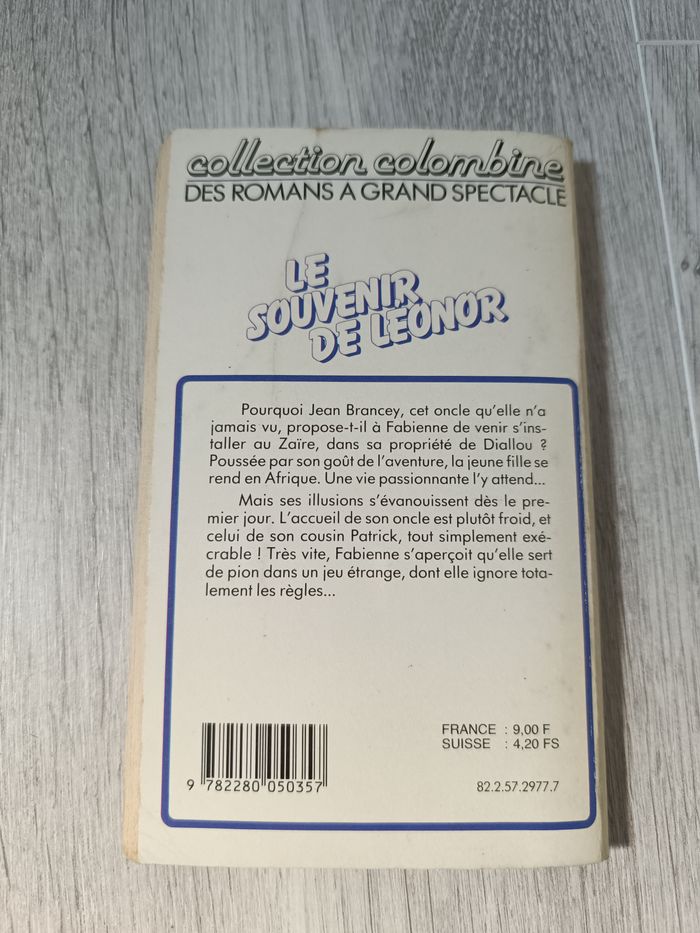 collection colombine
DES ROMANS A GRAND SPECTACLE
LE
SOUVENIR
DE LÉONOR
Pourquoi Jean Brancey, cet oncle qu'elle n'a
jamais vu, propose-t-il à Fabienne de venir s'ins-
taller au Zaïre, dans sa propriété de Diallou ?
Poussée par son goût de l'aventure, la jeune fille se
rend en Afrique. Une vie passionnante l'y attend...
Mais ses illusions s'évanouissent dès le pre-
mier jour. L'accueil de son oncle est plutôt froid, et
celui de son cousin Patrick, tout simplement exé-
crable ! Très vite, Fabienne s'aperçoit qu'elle sert
de pion dans un jeu étrange, dont elle ignore tota-
lement les règles...
FRANCE : 9,00 F
SUISSE : 4,20 FS
9 782280 050357
82.2.57.2977.7